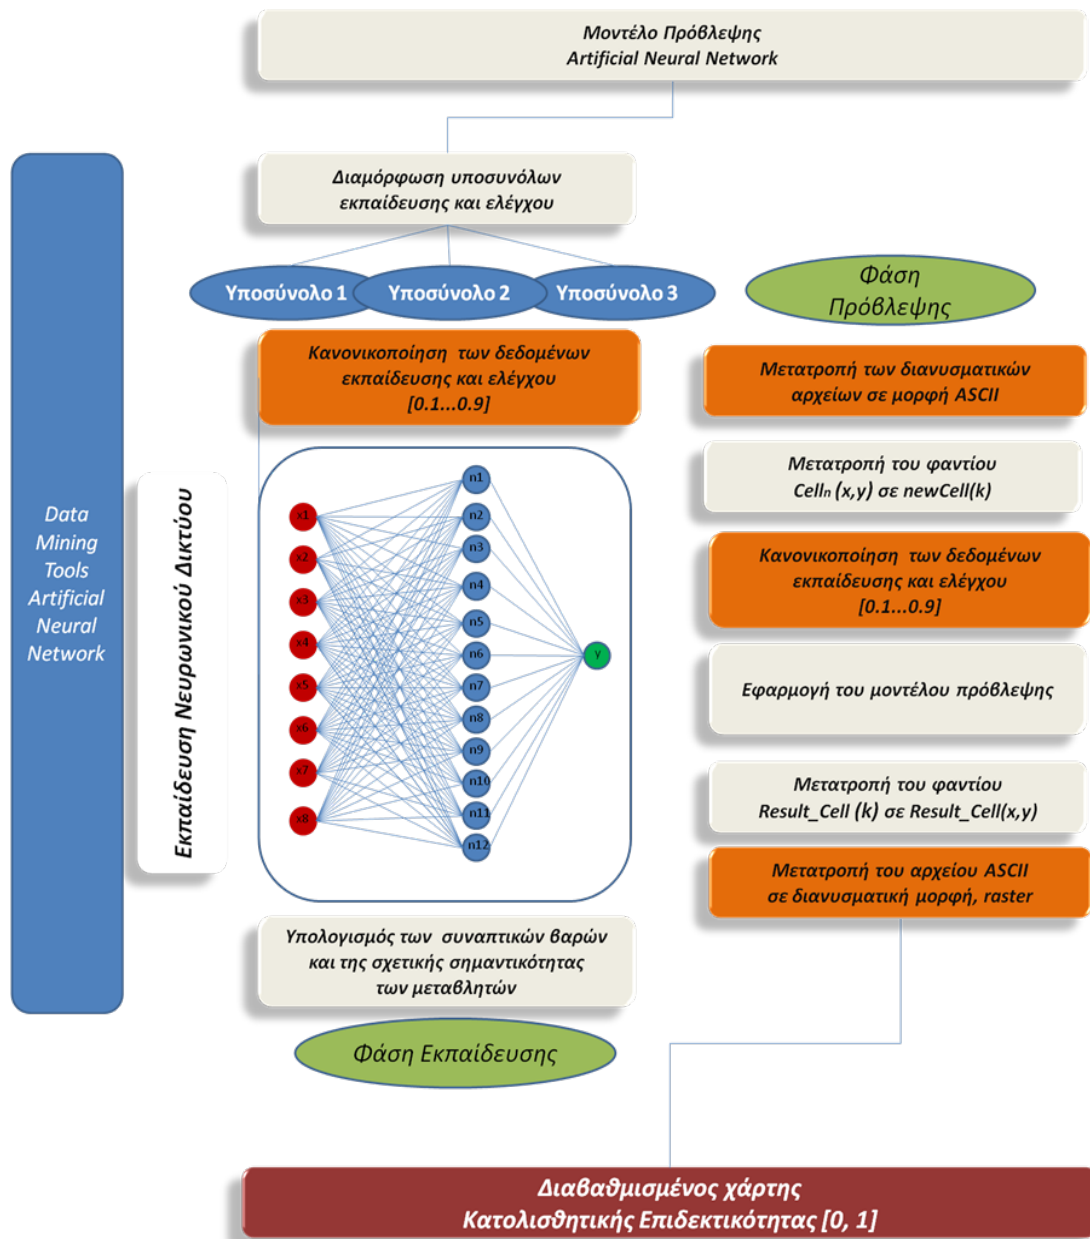 Μοντέλο Πρόβλεψης
Artificial Neural Network
Διαμόρφωση υποσυνόλων
εκπαίδευσης και ελέγχου
Υποσύνολο 1
Υποσύνολο 2
Υποσύνολο 3
Κανονικοποίηση των δεδομένων
εκπαίδευσης και ελέγχου
[0.1...0.9]
Data
Mining
Tools
Artificial
Neural
Network
Εκπαίδευση Νευρωνικού Δικτύου
x1
x2
x3
x4
x5
x6
x7
x8
n1
n2
n3
n4
n5
n6
n7
n8
n9
n10
n11
n12
y
Υπολογισμός των συναπτικών βαρών
και της σχετικής σημαντικότητας
των μεταβλητών
Φάση Εκπαίδευσης
Φάση
Πρόβλεψης
Μετατροπή των διανυσματικών
αρχείων σε μορφή ASCII
Μετατροπή του φαντίου
Celln (x,y) σε newCell(k)
Κανονικοποίηση των δεδομένων
εκπαίδευσης και ελέγχου
[0.1...0.9]
Εφαρμογή του μοντέλου πρόβλεψης
Μετατροπή του φαντίου
Result_Cell (k) σε Result_Cell(x,y)
Μετατροπή του αρχείου ASCII
σε διανυσματική μορφή, raster
Διαβαθμισμένος χάρτης
Κατολισθητικής Επιδεκτικότητας [0, 1]